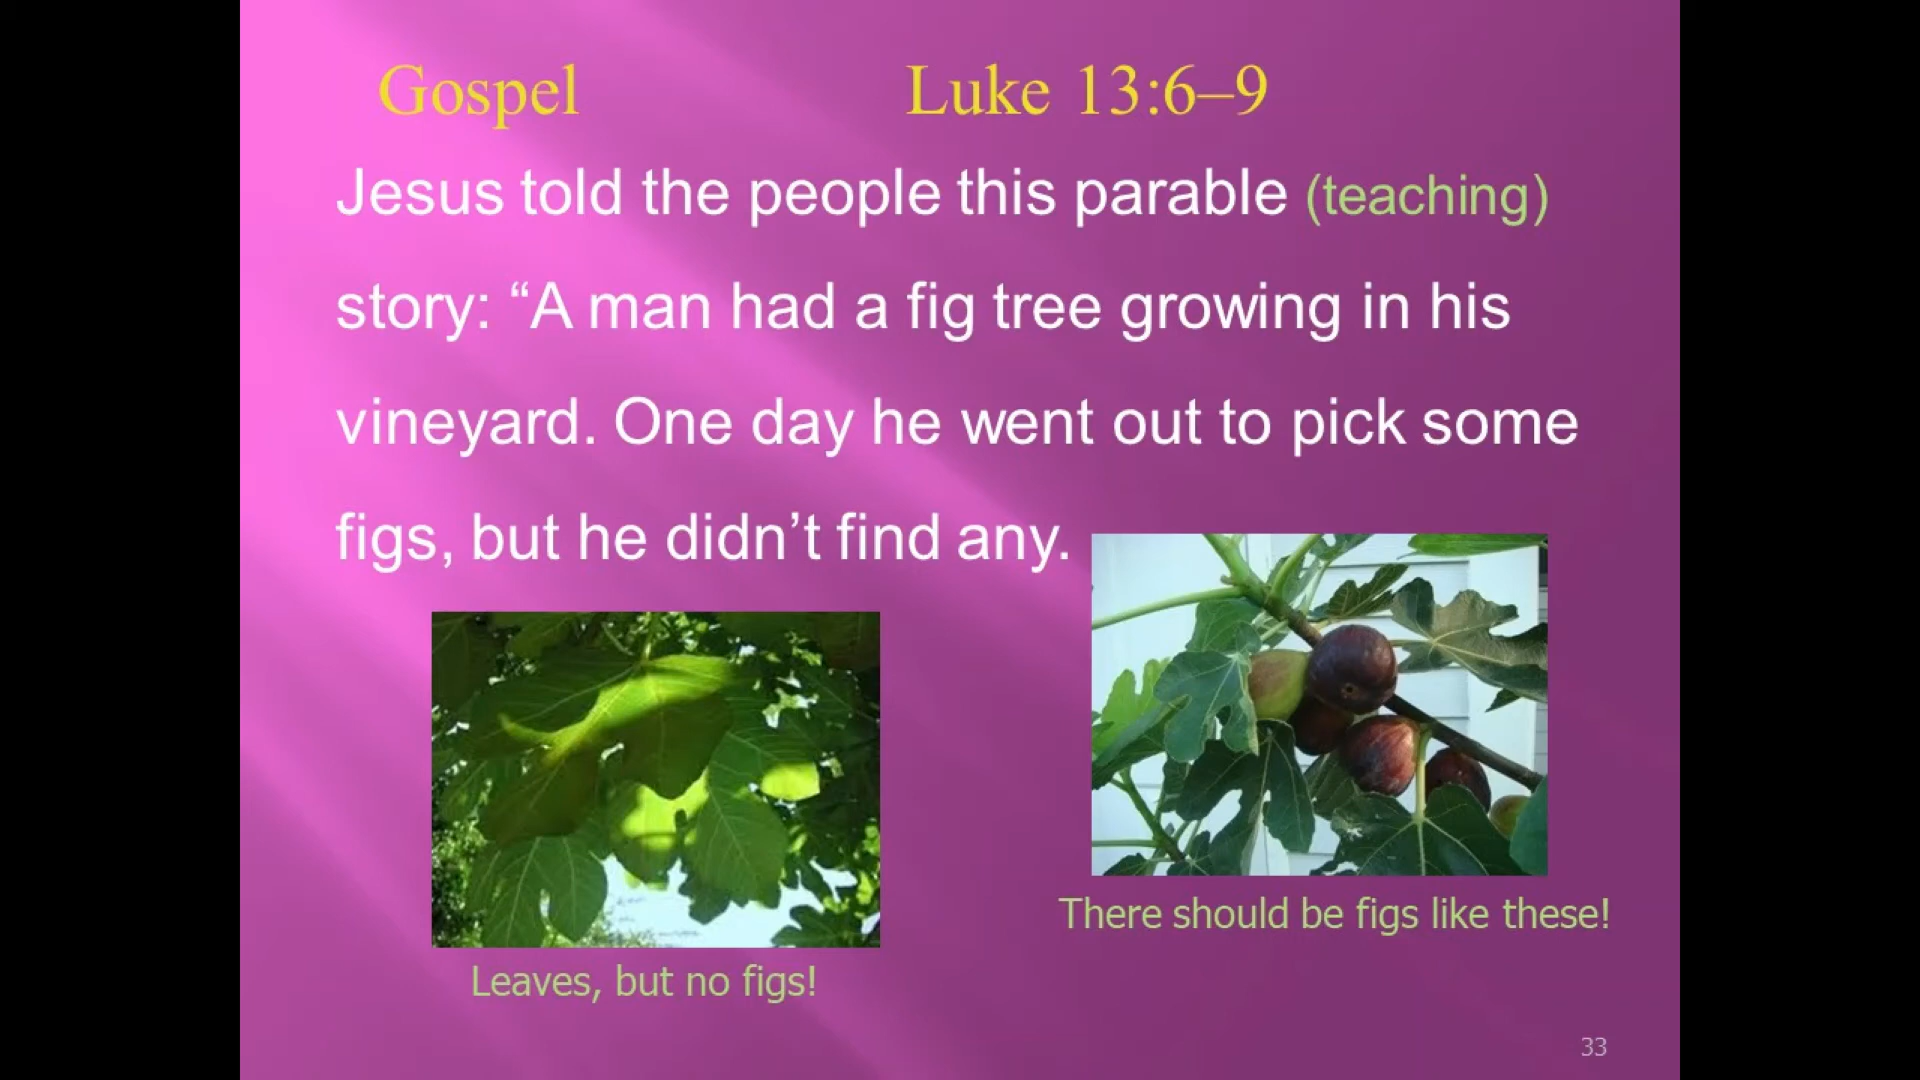 Gospel Luke 13:6–9
Jesus told the people this parable (teaching)
story: “A man had a fig tree growing in his
vineyard. One day he went out to pick some
figs, but he didn’t find any.
There should be figs like these!
Leaves, but no figs!
33